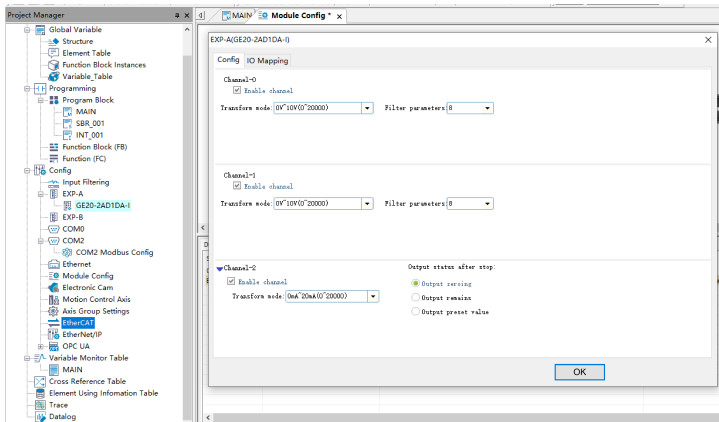 Project Manager
Global Variable
Structure
Element Table
Function Block Instances
Variable_Table
Programming
Program Block
MAIN
SBR_001
INT_001
Function Block (FB)
Function (FC)
Config
Input Filtering
EXP-A
GE20-2AD1DA-I
EXP-B
COM0
COM2
COM2 Modbus Config
Ethernet
Module Config
Electronic Cam
Motion Control Axis
Axis Group Settings
EtherCAT
EtherNet/IP
OPC UA
Variable Monitor Table
MAIN
Cross Reference Table
Element Using Infomation Table
Trace
Datalog
MAIN
Module Config *
EXP-A(GE20-2AD1DA-I)
Config
IO Mapping
Channel-0
Enable channel
Transform mode: 0V~10V(0~20000) Filter parameters: 8
Channel-1
Enable channel
Transform mode: 0V~10V(0~20000) Filter parameters: 8
Channel-2
Enable channel
Transform mode: 0mA~20mA(0~20000)
Output status after stop:
Output zeroing
Output remains
Output preset value
OK